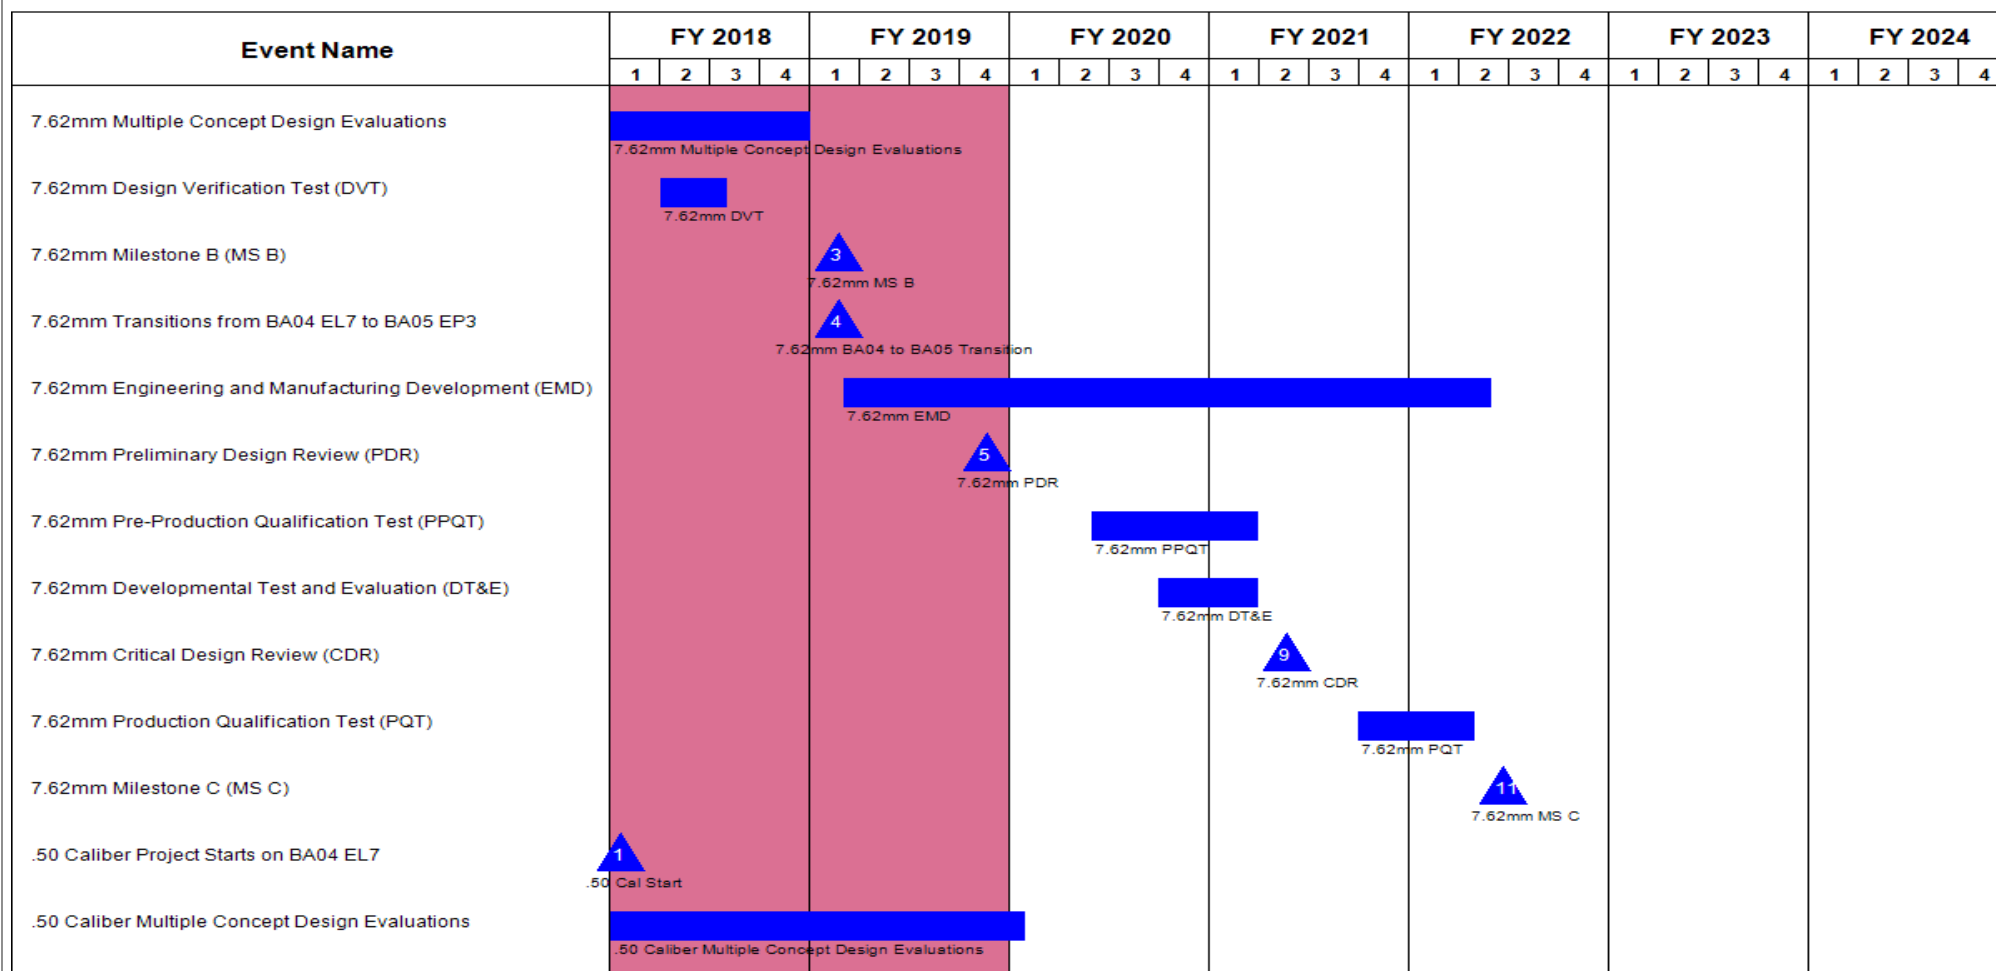 Event Name FY 2018 FY 2019 FY 2020 FY 2021 FY 2022 FY 2023 FY 2024
1 2 3 4 1 2 3 4 1 2 3 4 1 2 3 4 1 2 3 4 1 2 3 4 1 2 3 4
7.62mm Multiple Concept Design Evaluations
7.62mm Multiple Concept Design Evaluations
7.62mm Design Verification Test (DVT)
7.62mm DVT
7.62mm Milestone B (MS B)
3
7.62mm MS B
7.62mm Transitions from BA04 EL7 to BA05 EP3
4
7.62mm BA04 to BA05 Transition
7.62mm Engineering and Manufacturing Development (EMD)
7.62mm EMD
7.62mm Preliminary Design Review (PDR)
5
7.62mm PDR
7.62mm Pre-Production Qualification Test (PPQT)
7.62mm PPQT
7.62mm Developmental Test and Evaluation (DT&E)
7.62mm DT&E
7.62mm Critical Design Review (CDR)
9
7.62mm CDR
7.62mm Production Qualification Test (PQT)
7.62mm PQT
7.62mm Milestone C (MS C)
11
7.62mm MS C
.50 Caliber Project Starts on BA04 EL7
1
.50 Cal Start
.50 Caliber Multiple Concept Design Evaluations
.50 Caliber Multiple Concept Design Evaluations